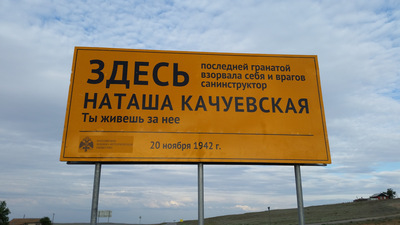 ЗДЕСЬ
последней гранатой
взорвала себя и врагов
санинструктор
НАТАША КАЧУЕВСКАЯ
Ты живешь за нее
20 ноября 1942 г.